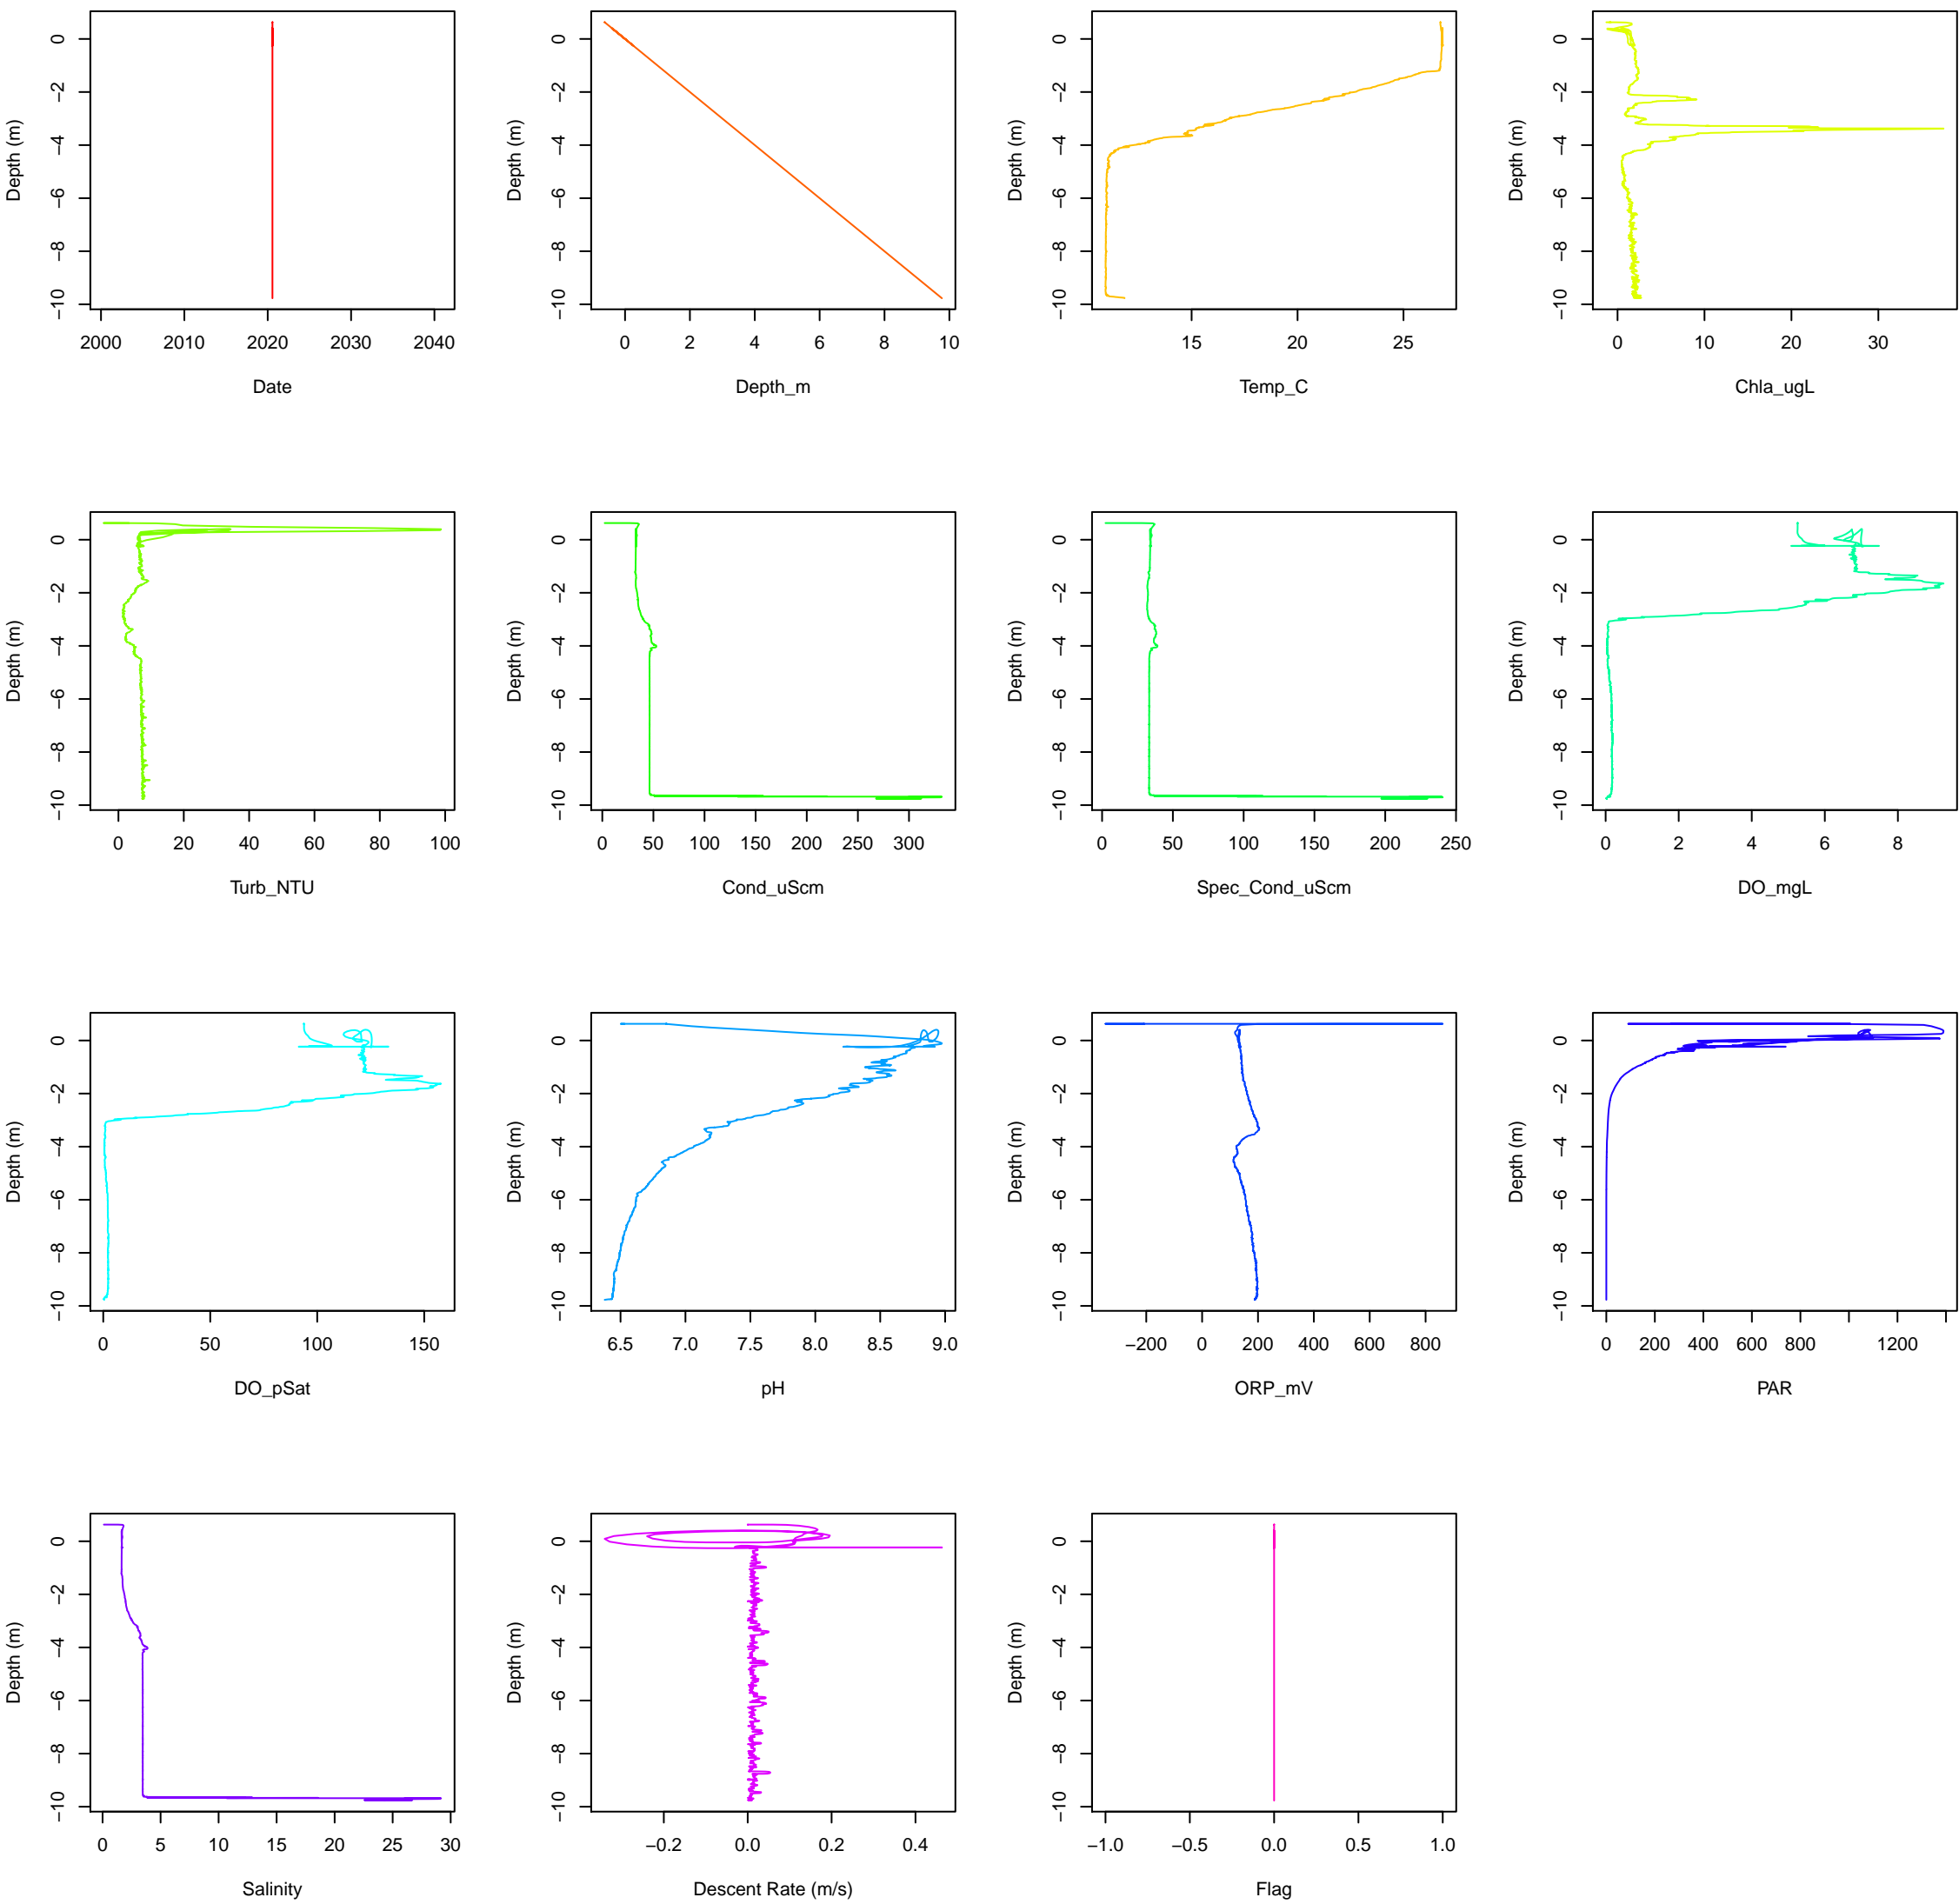 Depth (m)
0
−2
−4
−6
−8
−10
2000 2010 2020 2030 2040
Date
Depth (m)
0
−2
−4
−6
−8
−10
0 2 4 6 8 10
Depth_m
Depth (m)
0
−2
−4
−6
−8
−10
15 20 25
Temp_C
Depth (m)
0
−2
−4
−6
−8
−10
0 10 20 30
Chla_ugL
Depth (m)
0
−2
−4
−6
−8
−10
0 20 40 60 80 100
Turb_NTU
Depth (m)
0
−2
−4
−6
−8
−10
0 50 100 150 200 250 300
Cond_uScm
Depth (m)
0
−2
−4
−6
−8
−10
0 50 100 150 200 250
Spec_Cond_uScm
Depth (m)
0
−2
−4
−6
−8
−10
0 2 4 6 8
DO_mgL
Depth (m)
0
−2
−4
−6
−8
−10
0 50 100 150
DO_pSat
Depth (m)
0
−2
−4
−6
−8
−10
6.5 7.0 7.5 8.0 8.5 9.0
pH
Depth (m)
0
−2
−4
−6
−8
−10
−200 0 200 400 600 800
ORP_mV
Depth (m)
0
−2
−4
−6
−8
−10
0 200 400 600 800 1200
PAR
Depth (m)
0
−2
−4
−6
−8
−10
0 5 10 15 20 25 30
Salinity
Depth (m)
0
−2
−4
−6
−8
−10
−0.2 0.0 0.2 0.4
Descent Rate (m/s)
Depth (m)
0
−2
−4
−6
−8
−10
−1.0 −0.5 0.0 0.5 1.0
Flag